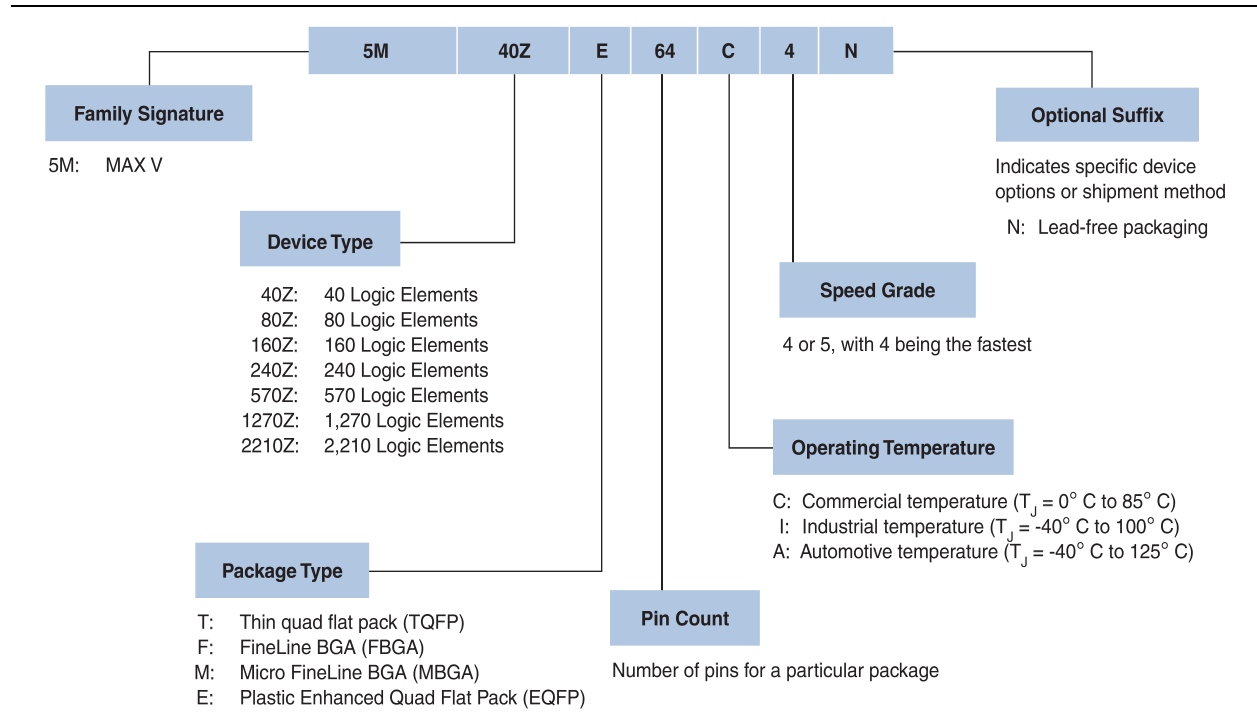 5M 40Z E 64 C 4 N
Family Signature
5M: MAX V
Optional Suffix
Indicates specific device
options or shipment method
N: Lead-free packaging
Device Type
40Z: 40 Logic Elements
80Z: 80 Logic Elements
160Z: 160 Logic Elements
240Z: 240 Logic Elements
570Z: 570 Logic Elements
1270Z: 1,270 Logic Elements
2210Z: 2,210 Logic Elements
Speed Grade
4 or 5, with 4 being the fastest
Operating Temperature
C: Commercial temperature (TJ = 0° C to 85° C)
I: Industrial temperature (TJ = -40° C to 100° C)
A: Automotive temperature (TJ = -40° C to 125° C)
Package Type
T: Thin quad flat pack (TQFP)
F: FineLine BGA (FBGA)
M: Micro FineLine BGA (MBGA)
E: Plastic Enhanced Quad Flat Pack (EQFP)
Pin Count
Number of pins for a particular package